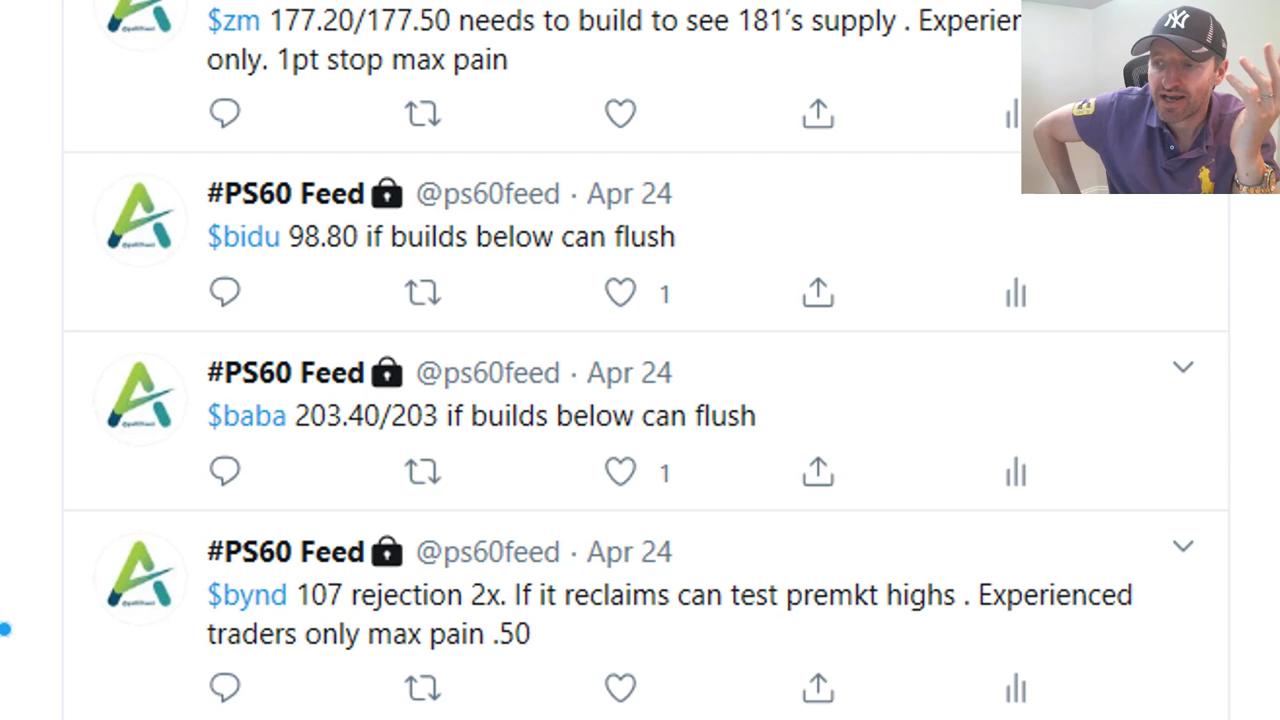 $zm 177.20/177.50 needs to build to see 181's supply . 
only. 1pt stop max pain
#PS60 Feed @ps60feed · Apr 24
$bidu 98.80 if builds below can flush
1
#PS60 Feed @ps60feed · Apr 24
$baba 203.40/203 if builds below can flush
1
#PS60 Feed @ps60feed · Apr 24
$bynd 107 rejection 2x. If it reclaims can test premkt highs . Experienced
traders only max pain .50